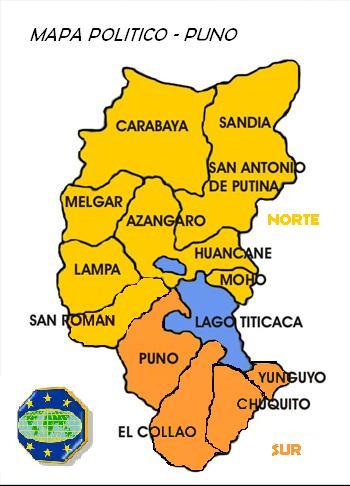 MAPA POLITICO - PUNO
CARABAYA
SANDIA
SAN ANTONIO
DE PUTINA
MELGAR
AZANGARO
NORTE
HUANCANE
LAMPA
MOHO
SAN ROMAN
LAGO TITICACA
PUNO
YUNGUYO
CHUQUITO
EL COLLAO
SUR